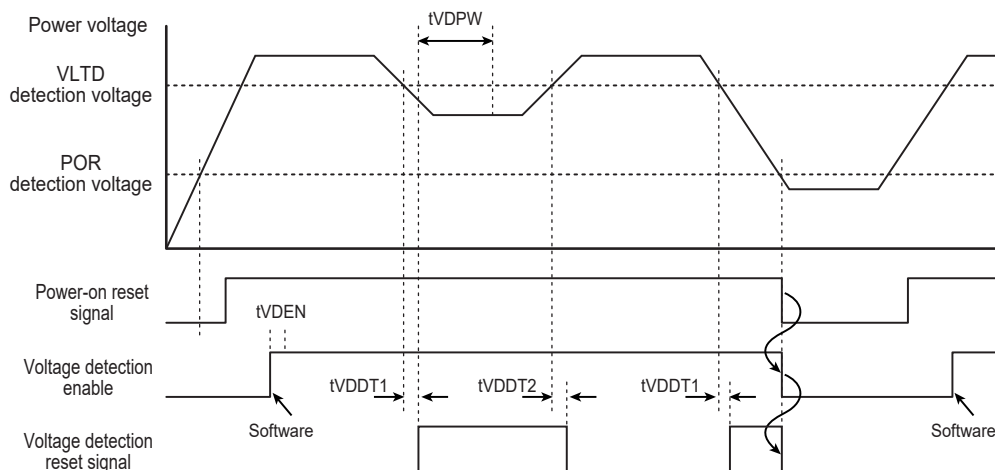 tVDPW
Power voltage
VLTD
detection voltage
POR
detection voltage
Power-on reset
signal
tVDEN
Voltage detection
enable
tVDDT1
tVDDT2
tVDDT1
Software
Software
Voltage detection
reset signal